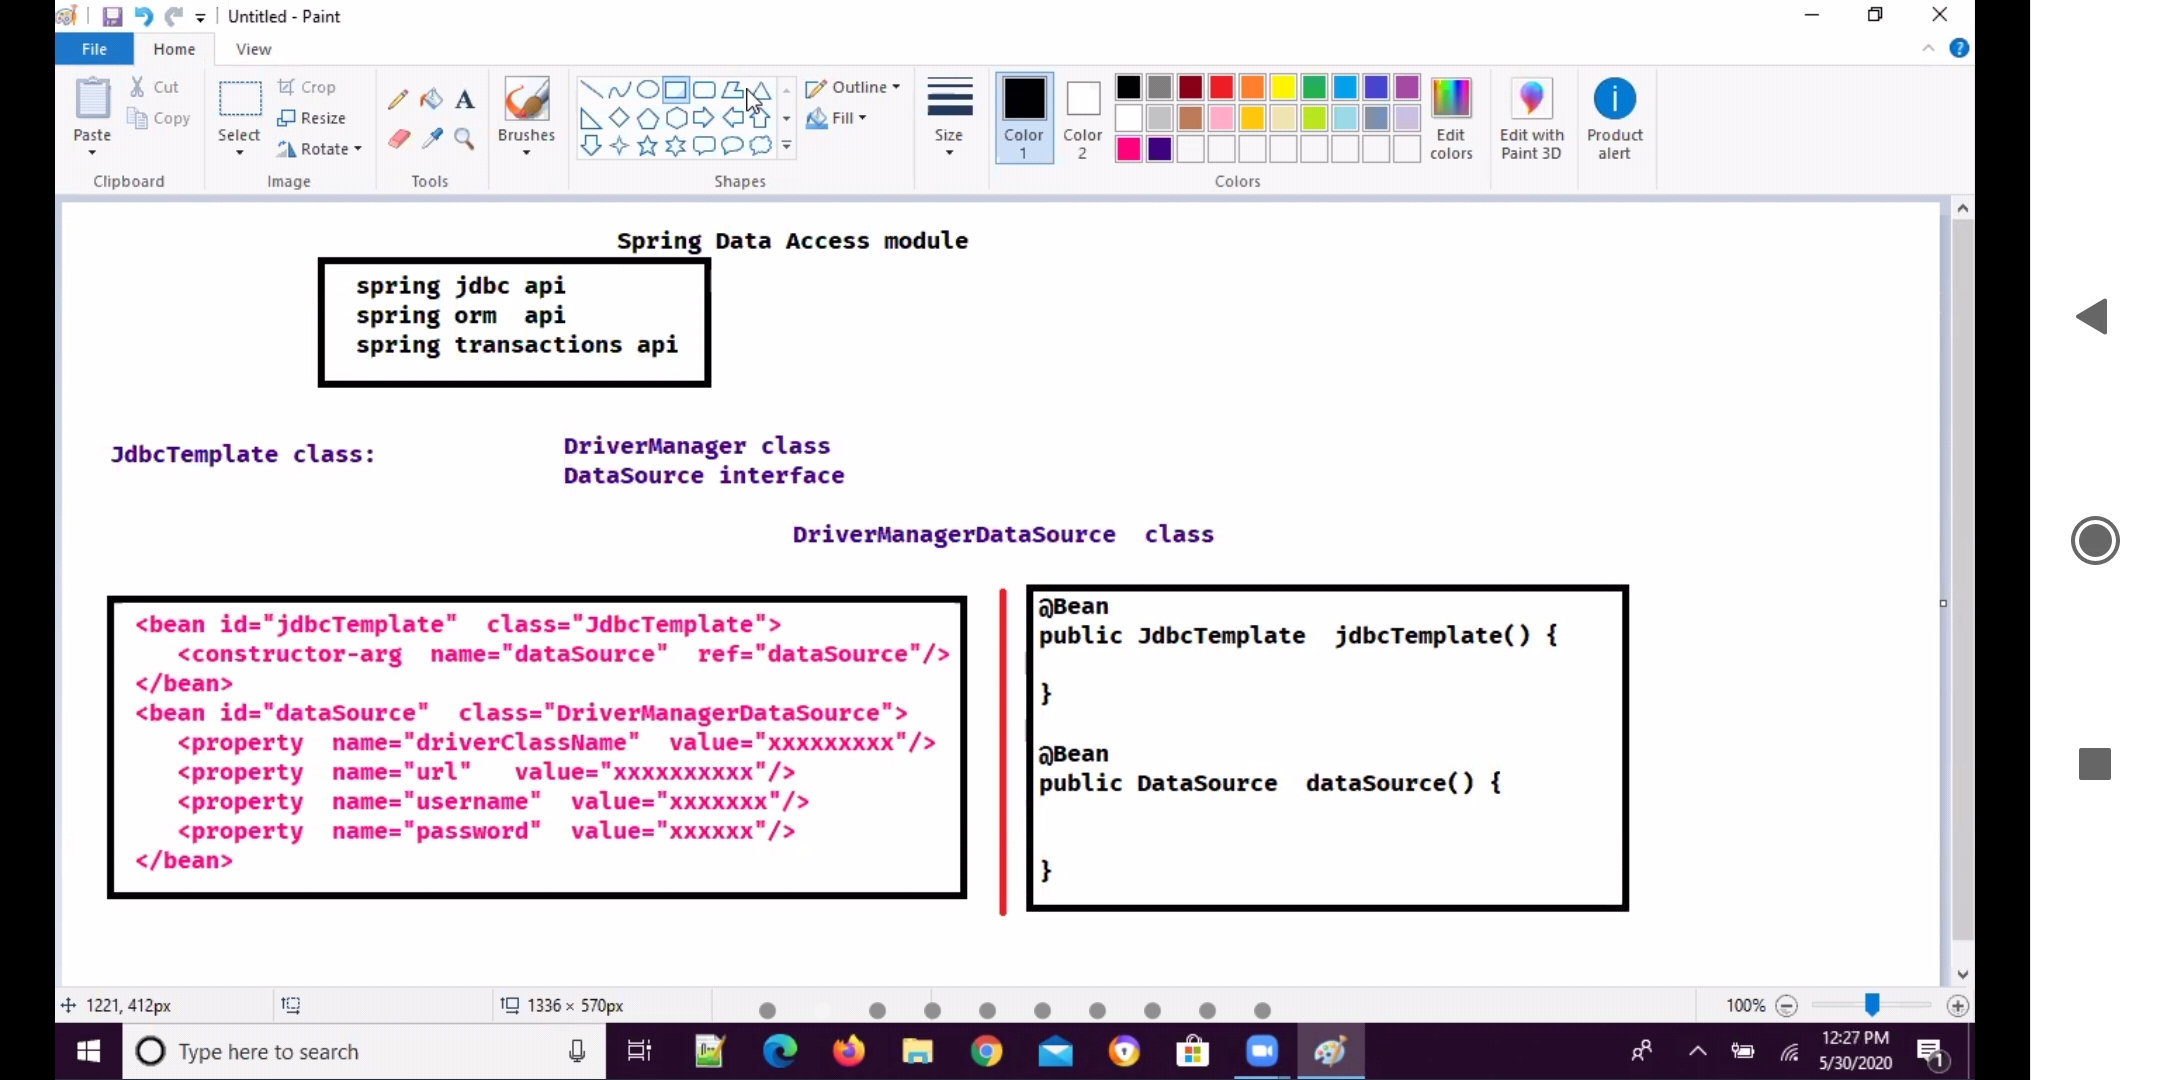 Untitled - Paint
File Home View
Paste
Cut
Copy
Clipboard
Select
Crop
Resize
Rotate
Image
A
Tools
Brushes
Outline
Fill
Shapes
Size
Color 1
Color 2
Edit colors
Colors
Edit with Paint 3D
Product alert
Spring Data Access module
spring jdbc api
spring orm  api
spring transactions api
JdbcTemplate class:
DriverManager class
DataSource interface
DriverManagerDataSource  class
<bean id="jdbcTemplate"  class="JdbcTemplate">
<constructor-arg  name="dataSource"  ref="dataSource"/>
</bean>
<bean id="dataSource"  class="DriverManagerDataSource">
<property  name="driverClassName"  value="xxxxxxxxx"/>
<property  name="url"   value="xxxxxxxxxx"/>
<property  name="username"  value="xxxxxxx"/>
<property  name="password"  value="xxxxxx"/>
</bean>
@Bean
public JdbcTemplate  jdbcTemplate() {
}
@Bean
public DataSource  dataSource() {
}
1221, 412px
1336 × 570px
100%
Type here to search
12:27 PM
5/30/2020
1